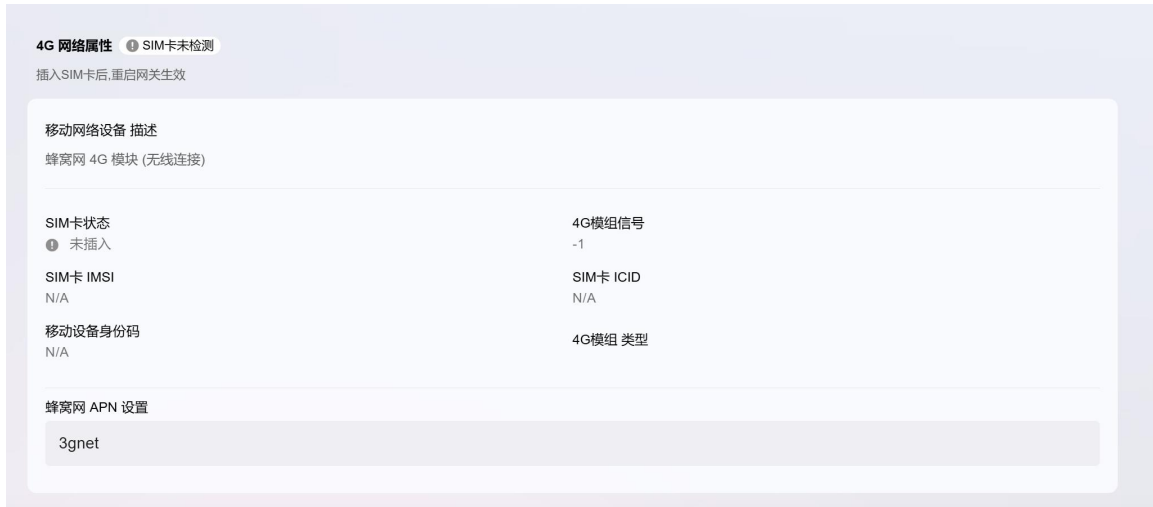 4G 网络属性 SIM卡未检测
插入SIM卡后,重启网关生效
移动网络设备 描述
蜂窝网 4G 模块 (无线连接)
SIM卡状态 4G模组信号
未插入 -1
SIM卡 IMSI SIM卡 ICID
N/A N/A
移动设备身份码 4G模组 类型
N/A
蜂窝网 APN 设置
3gnet